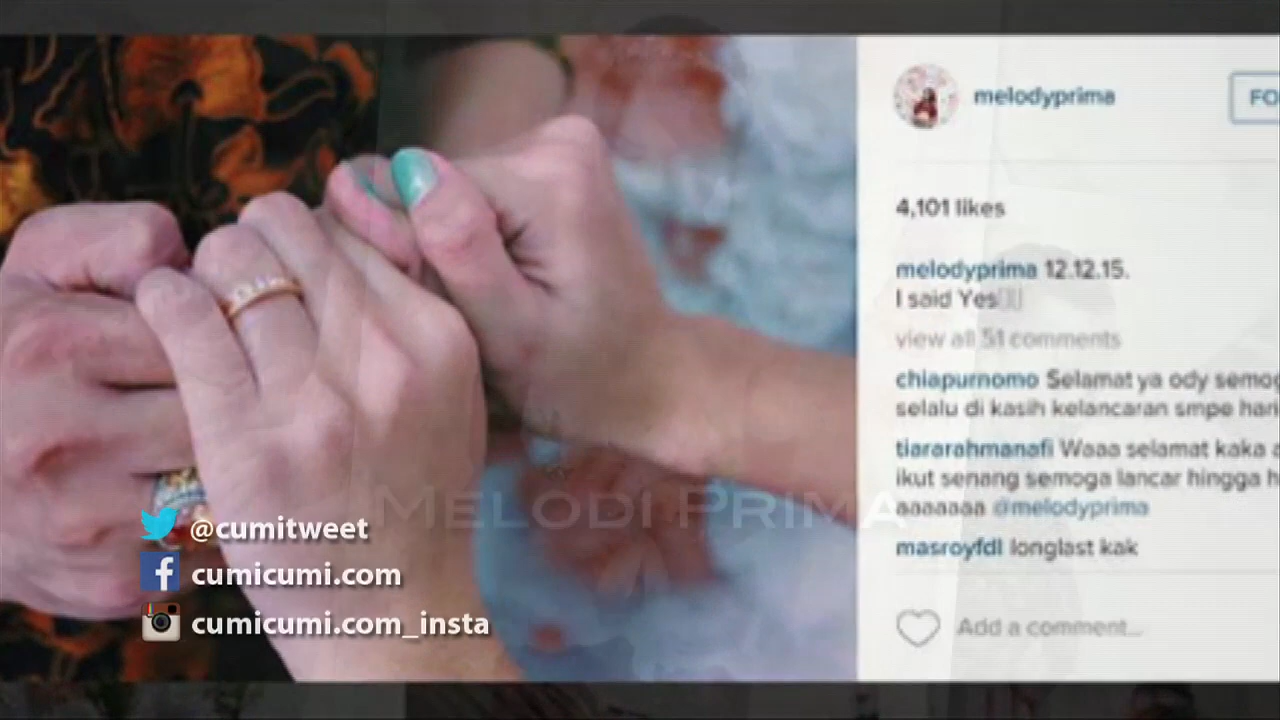 melodyprima
FO
4,101 likes
melodyprima 12.12.15.
I said Yes
view all 51 comments
chiapurnomo Selamat ya ody semog
selalu di kasih kelancaran smpe hari
tiararahmanafi Waaa selamat kaka a
ikut senang semoga lancar hingga h
aaaaaaa @melodyprima
masroyfdl longlast kak
Add a comment...
MELODI PRIMA
@cumitweet
cumicumi.com
cumicumi.com_insta